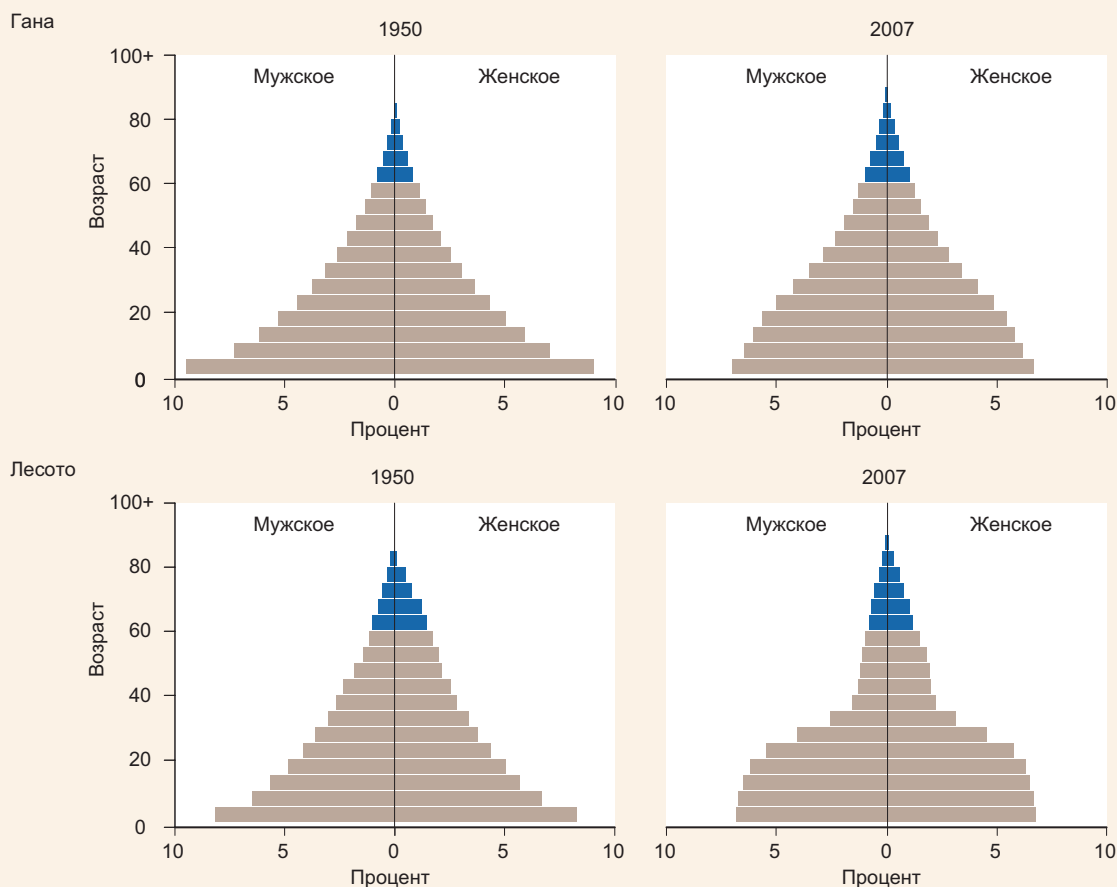 Гана
1950
2007
Мужское
Женское
Мужское
Женское
Возраст
100+
80
60
40
20
0
10 5 0 5 10
10 5 0 5 10
Процент
Процент
Лесото
1950
2007
Мужское
Женское
Мужское
Женское
Возраст
100+
80
60
40
20
0
10 5 0 5 10
10 5 0 5 10
Процент
Процент